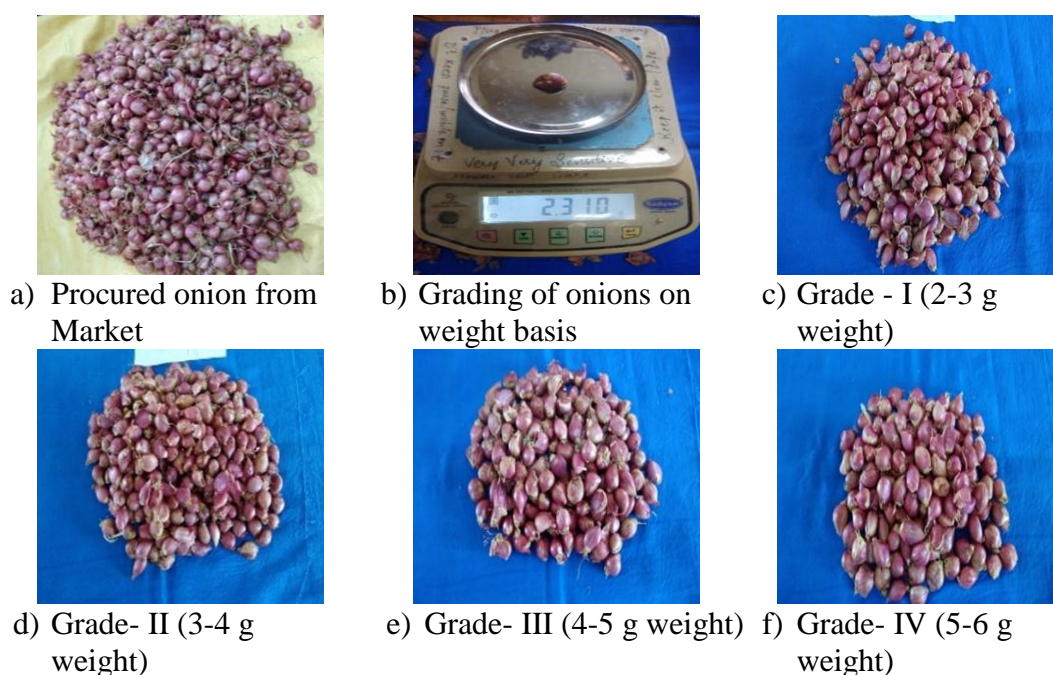 Very Very Sensitive
2.310
a) Procured onion from
Market
b) Grading of onions on
weight basis
c) Grade - I (2-3 g
weight)
d) Grade- II (3-4 g
weight)
e) Grade- III (4-5 g weight)
f) Grade- IV (5-6 g
weight)